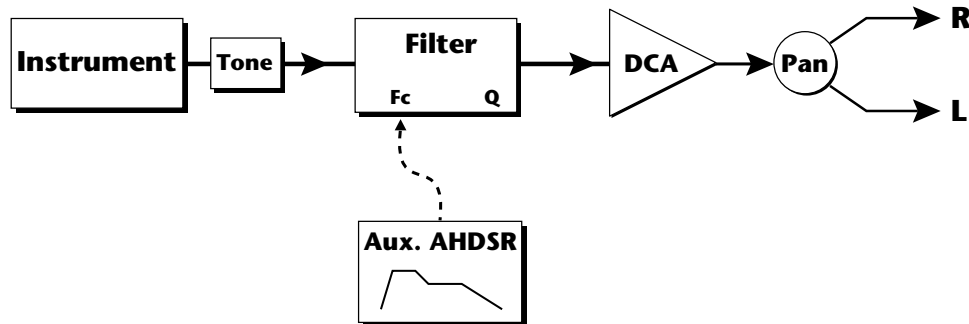 Instrument
Tone
Filter
Fc Q
DCA
Pan
R
L
Aux. AHDSR